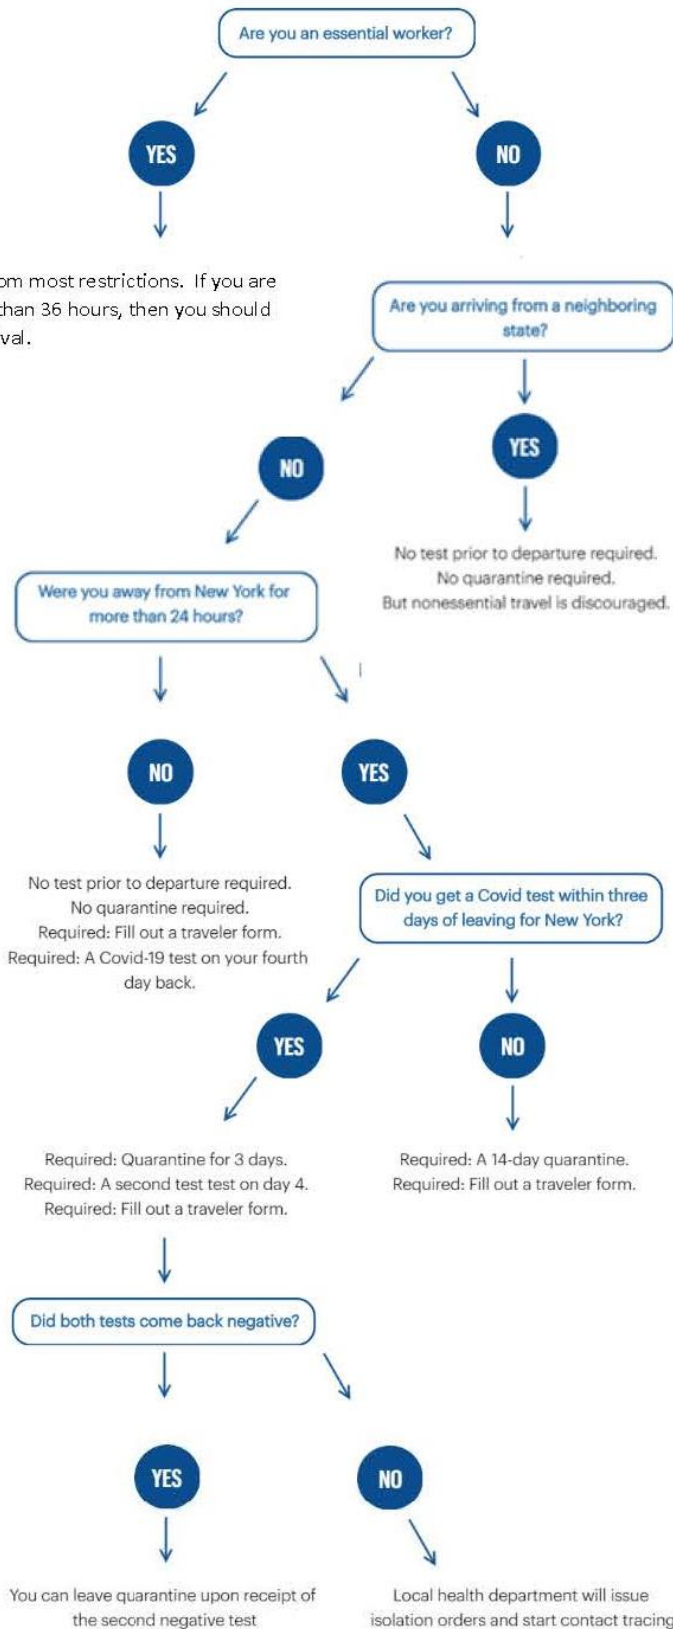 Are you an essential worker?
YES
NO
om most restrictions. If you are
than 36 hours, then you should
val.
Are you arriving from a neighboring
state?
NO
YES
No test prior to departure required.
No quarantine required.
But nonessential travel is discouraged.
Were you away from New York for
more than 24 hours?
NO
YES
No test prior to departure required.
No quarantine required.
Required: Fill out a traveler form.
Required: A Covid-19 test on your fourth
day back.
Did you get a Covid test within three
days of leaving for New York?
YES
NO
Required: Quarantine for 3 days.
Required: A second test test on day 4.
Required: Fill out a traveler form.
Required: A 14-day quarantine.
Required: Fill out a traveler form.
Did both tests come back negative?
YES
NO
You can leave quarantine upon receipt of
the second negative test
Local health department will issue
isolation orders and start contact tracing